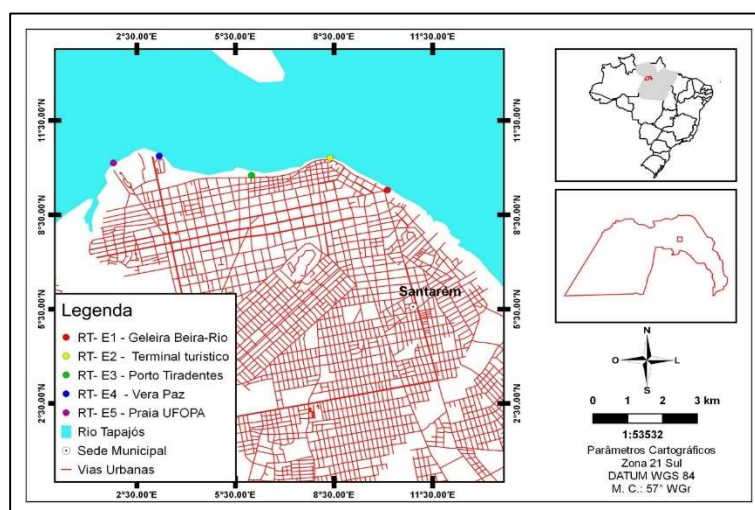 2°30.00'E 5°30.00'E 8°30.00'E 11°30.00'E
11°30.00'N 11°30.00'N
8°30.00'N 8°30.00'N
5°30.00'N 5°30.00'N
2°30.00'N 2°30.00'N
Santarém
Legenda
RT- E1 - Geleira Beira-Rio
RT- E2 - Terminal turistico
RT- E3 - Porto Tiradentes
RT- E4 - Vera Paz
RT- E5 - Praia UFOPA
Rio Tapajós
Sede Municipal
Vias Urbanas
2°30.00'E 5°30.00'E 8°30.00'E 11°30.00'E
N
O L
S
0 1 2 3 km
1:53532
Parâmetros Cartográficos
Zona 21 Sul
DATUM WGS 84
M. C.: 57° WGr